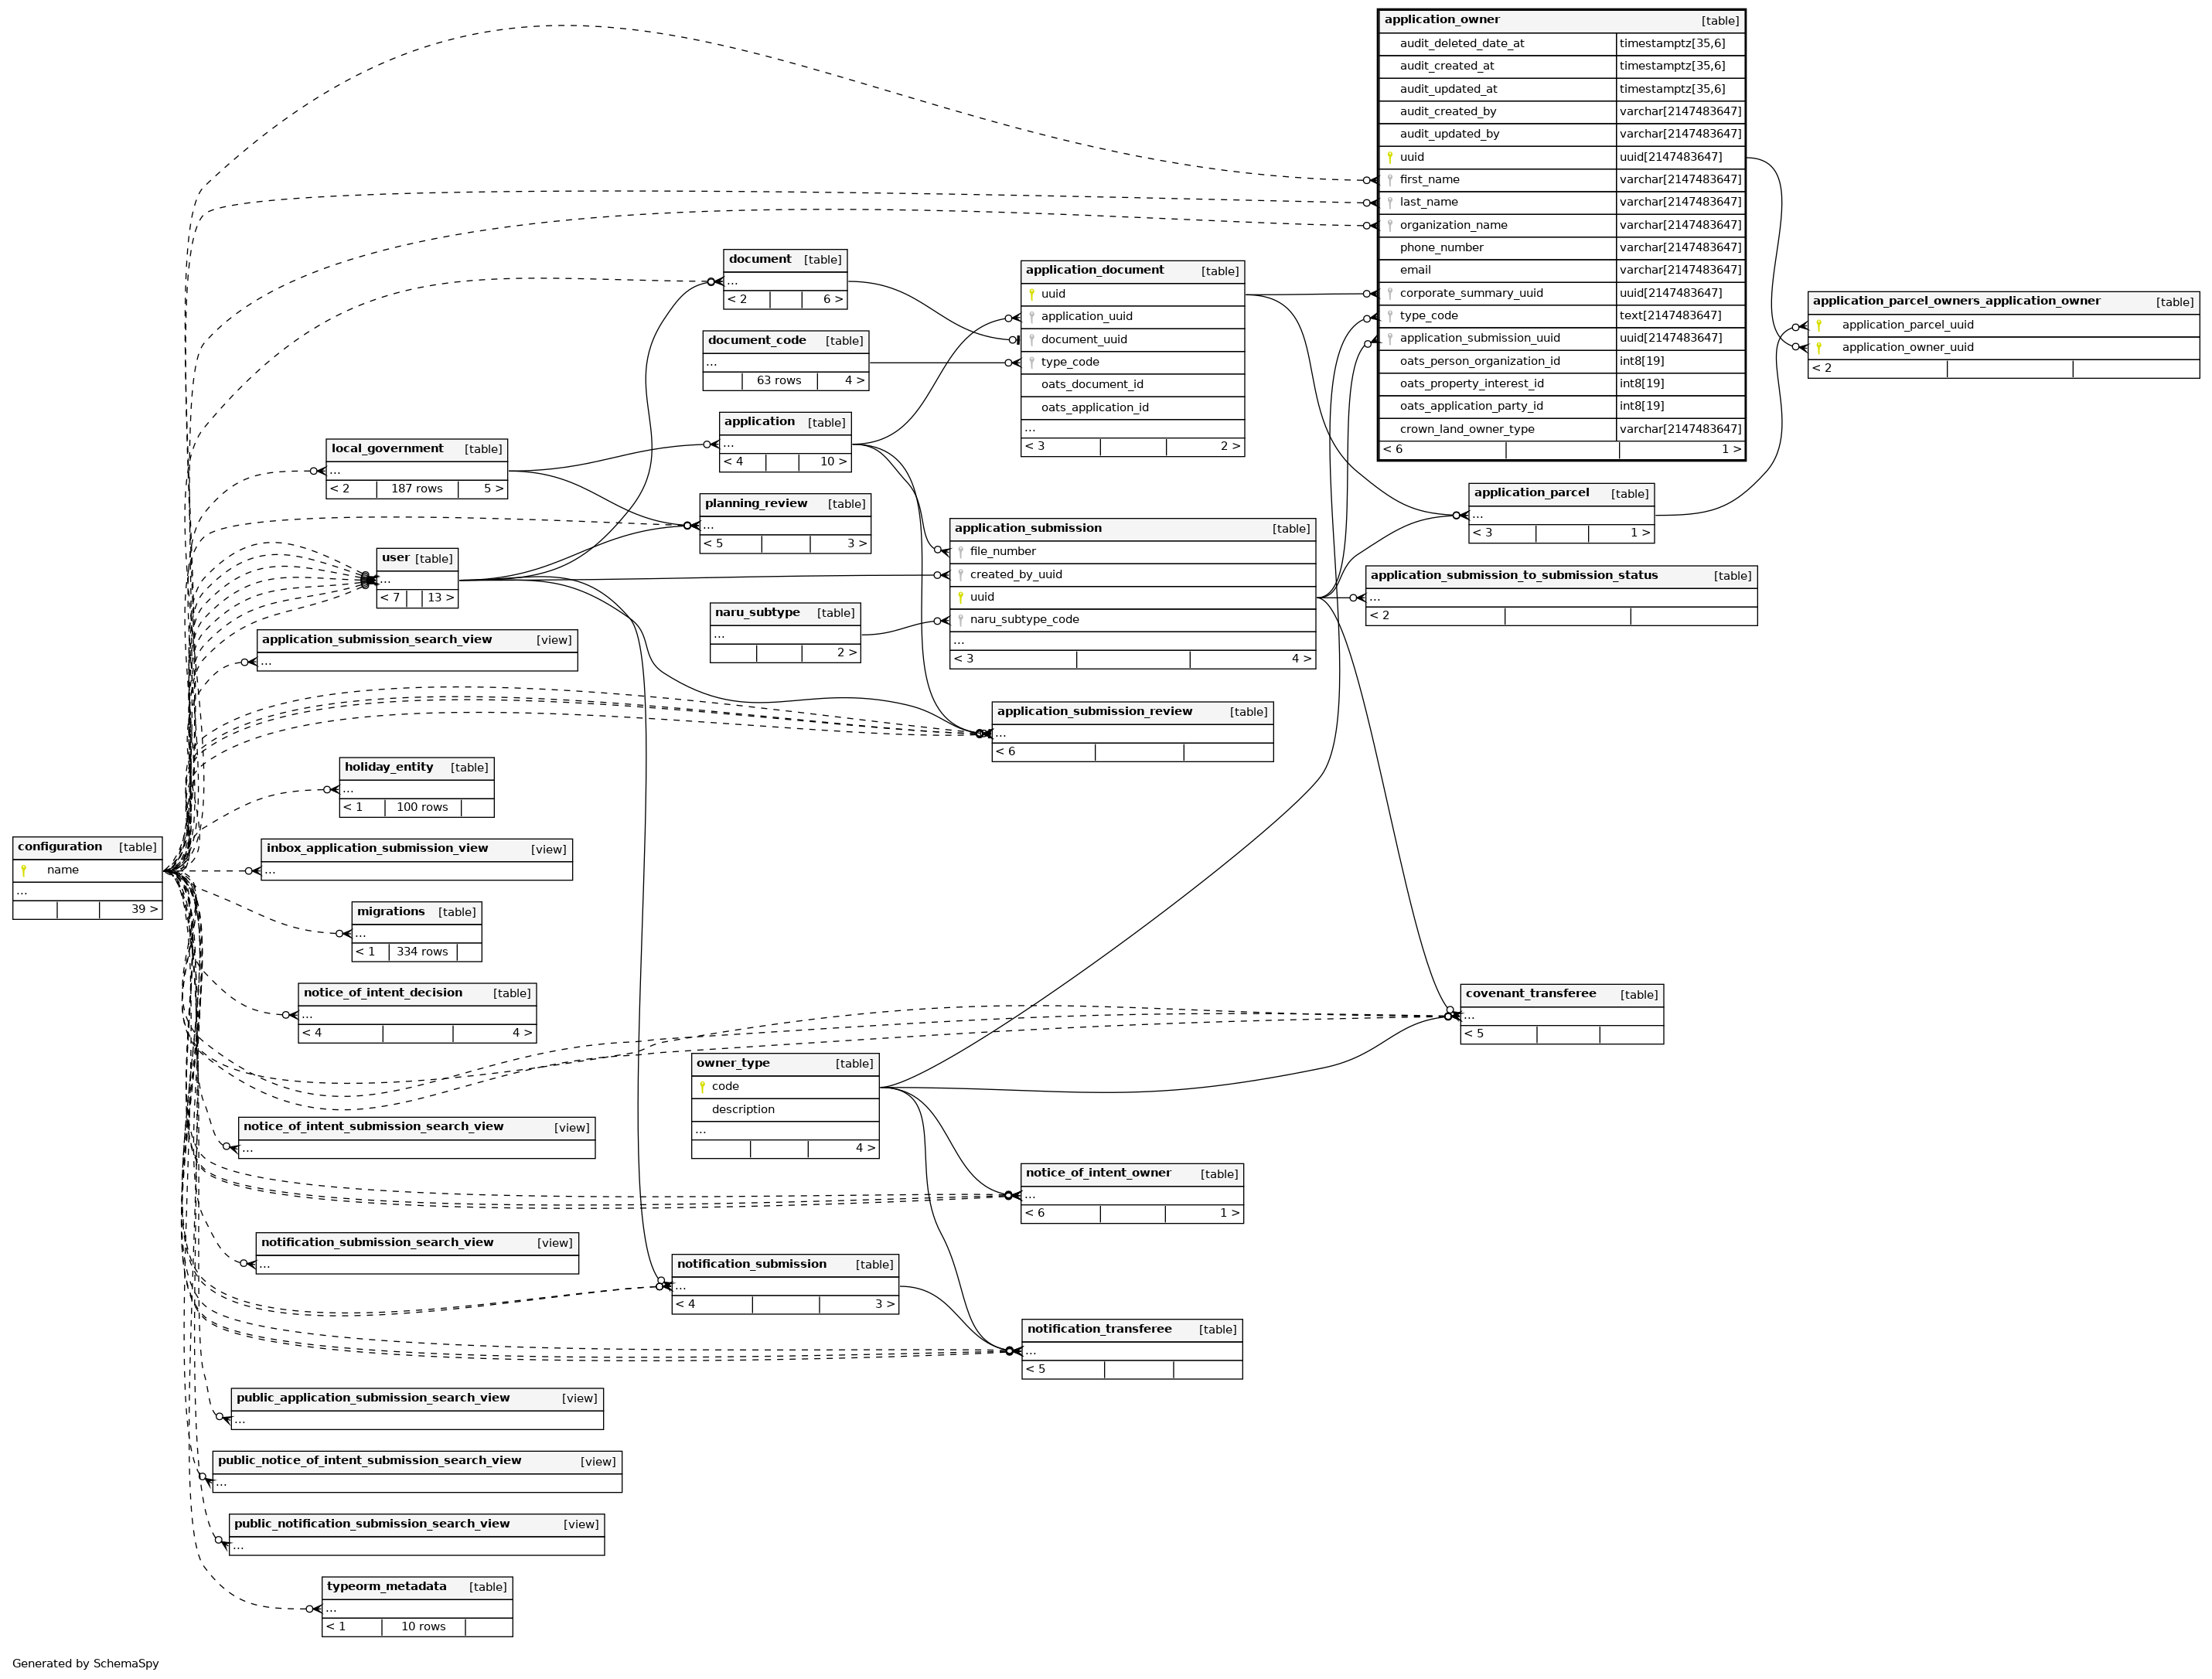 application_owner [table]
audit_deleted_date_at timestamptz[35,6]
audit_created_at timestamptz[35,6]
audit_updated_at timestamptz[35,6]
audit_created_by varchar[2147483647]
audit_updated_by varchar[2147483647]
uuid uuid[2147483647]
first_name varchar[2147483647]
last_name varchar[2147483647]
organization_name varchar[2147483647]
phone_number varchar[2147483647]
email varchar[2147483647]
corporate_summary_uuid uuid[2147483647]
type_code text[2147483647]
application_submission_uuid uuid[2147483647]
oats_person_organization_id int8[19]
oats_property_interest_id int8[19]
oats_application_party_id int8[19]
crown_land_owner_type varchar[2147483647]
< 6 1 >
document [table]
...
< 2 6 >
application_document [table]
uuid
application_uuid
document_uuid
type_code
oats_document_id
oats_application_id
...
< 3 2 >
application_parcel_owners_application_owner [table]
application_parcel_uuid
application_owner_uuid
< 2
document_code [table]
...
63 rows 4 >
application [table]
...
< 4 10 >
local_government [table]
...
< 2 187 rows 5 >
planning_review [table]
...
< 5 3 >
application_parcel [table]
...
< 3 1 >
application_submission [table]
file_number
created_by_uuid
uuid
naru_subtype_code
...
< 3 4 >
user [table]
...
< 7 13 >
application_submission_to_submission_status [table]
...
< 2
naru_subtype [table]
...
2 >
application_submission_search_view [view]
...
application_submission_review [table]
...
< 6
holiday_entity [table]
...
< 1 100 rows
configuration [table]
name
...
39 >
inbox_application_submission_view [view]
...
migrations [table]
...
< 1 334 rows
notice_of_intent_decision [table]
...
< 4 4 >
covenant_transferee [table]
...
< 5
owner_type [table]
code
description
...
4 >
notice_of_intent_submission_search_view [view]
...
notice_of_intent_owner [table]
...
< 6 1 >
notification_submission_search_view [view]
...
notification_submission [table]
...
< 4 3 >
notification_transferee [table]
...
< 5
public_application_submission_search_view [view]
...
public_notice_of_intent_submission_search_view [view]
...
public_notification_submission_search_view [view]
...
typeorm_metadata [table]
...
< 1 10 rows
Generated by SchemaSpy